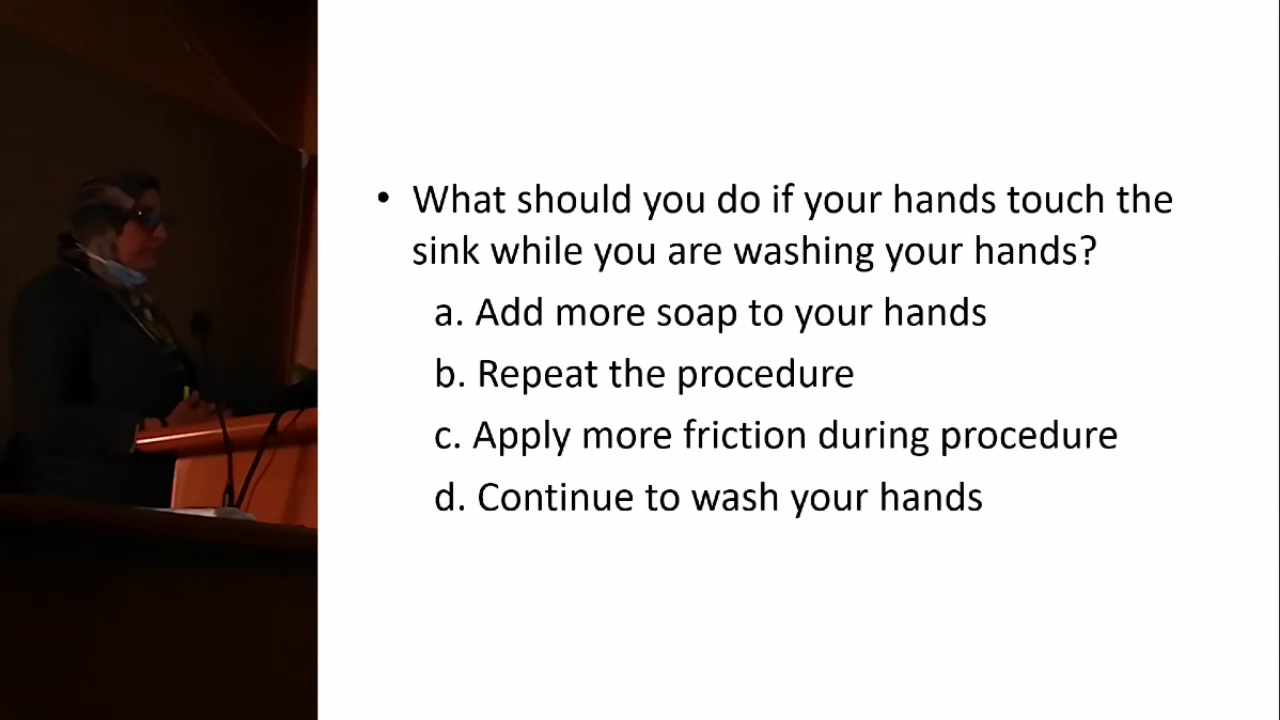 • What should you do if your hands touch the
sink while you are washing your hands?
a. Add more soap to your hands
b. Repeat the procedure
c. Apply more friction during procedure
d. Continue to wash your hands